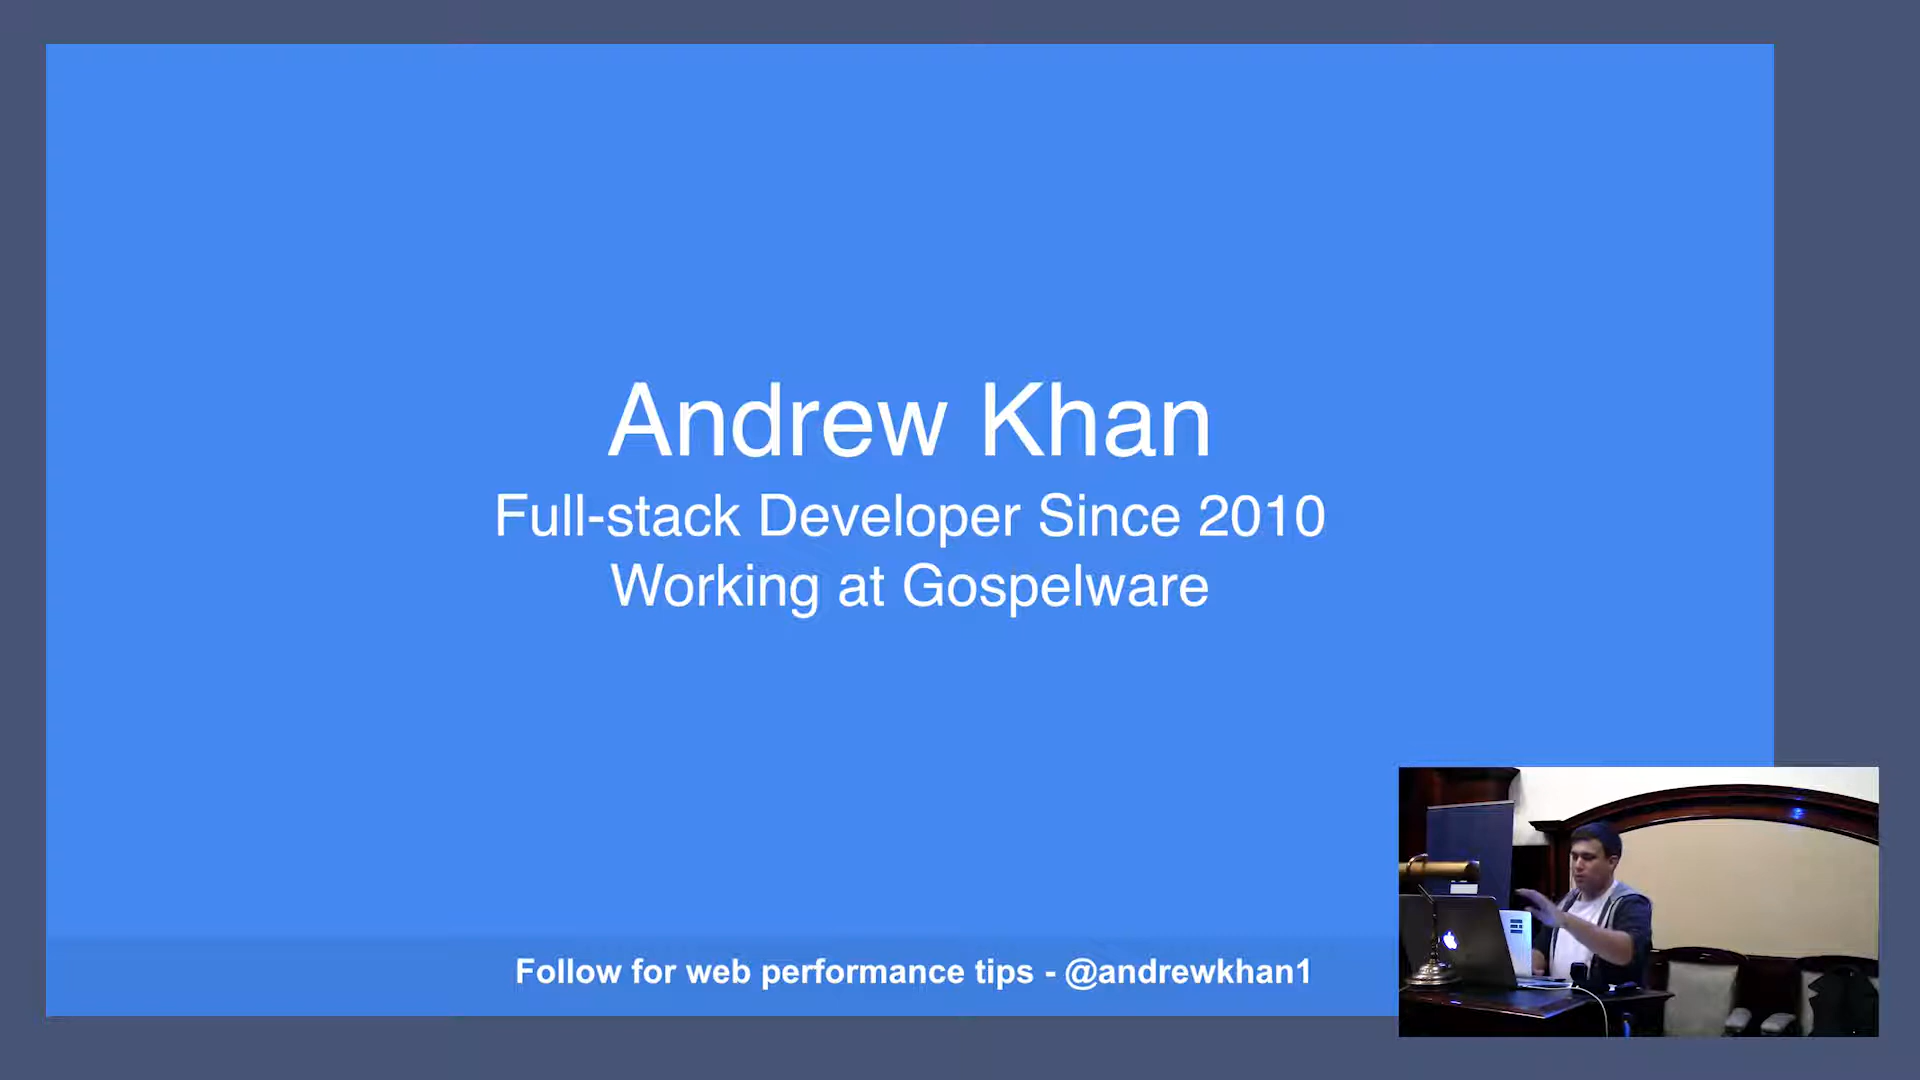 Andrew Khan
Full-stack Developer Since 2010
Working at Gospelware
Follow for web performance tips - @andrewkhan1